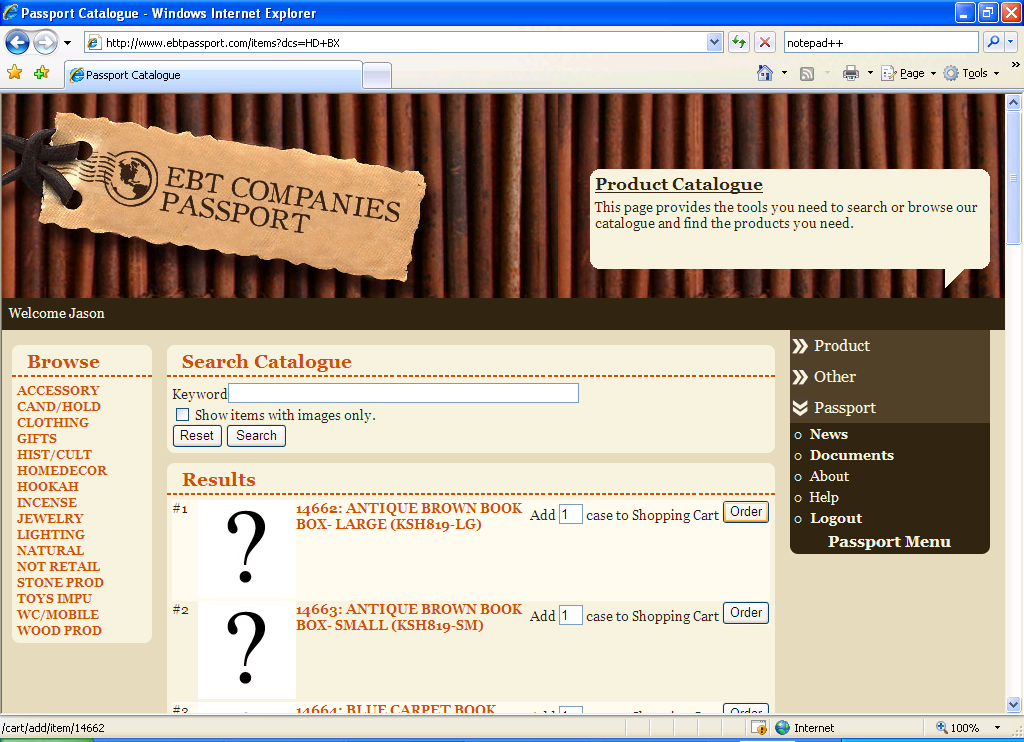 Passport Catalogue - Windows Internet Explorer
http://www.ebtpassport.com/items?dcs=HD+BX
notepad++
Passport Catalogue
Page
Tools
EBT COMPANIES
PASSPORT
Product Catalogue
This page provides the tools you need to search or browse our
catalogue and find the products you need.
Welcome Jason
Browse
ACCESSORY
CAND/HOLD
CLOTHING
GIFTS
HIST/CULT
HOMEDECOR
HOOKAH
INCENSE
JEWELRY
LIGHTING
NATURAL
NOT RETAIL
STONE PROD
TOYS IMPU
WC/MOBILE
WOOD PROD
Search Catalogue
Keyword
Show items with images only.
Reset Search
Results
#1
?
14662: ANTIQUE BROWN BOOK
BOX- LARGE (KSH819-LG)
Add 1 case to Shopping Cart Order
#2
?
14663: ANTIQUE BROWN BOOK
BOX- SMALL (KSH819-SM)
Add 1 case to Shopping Cart Order
#3
14664: BLUE CARPET BOOK
Order
Product
Other
Passport
News
Documents
About
Help
Logout
Passport Menu
/cart/add/item/14662
Internet
100%